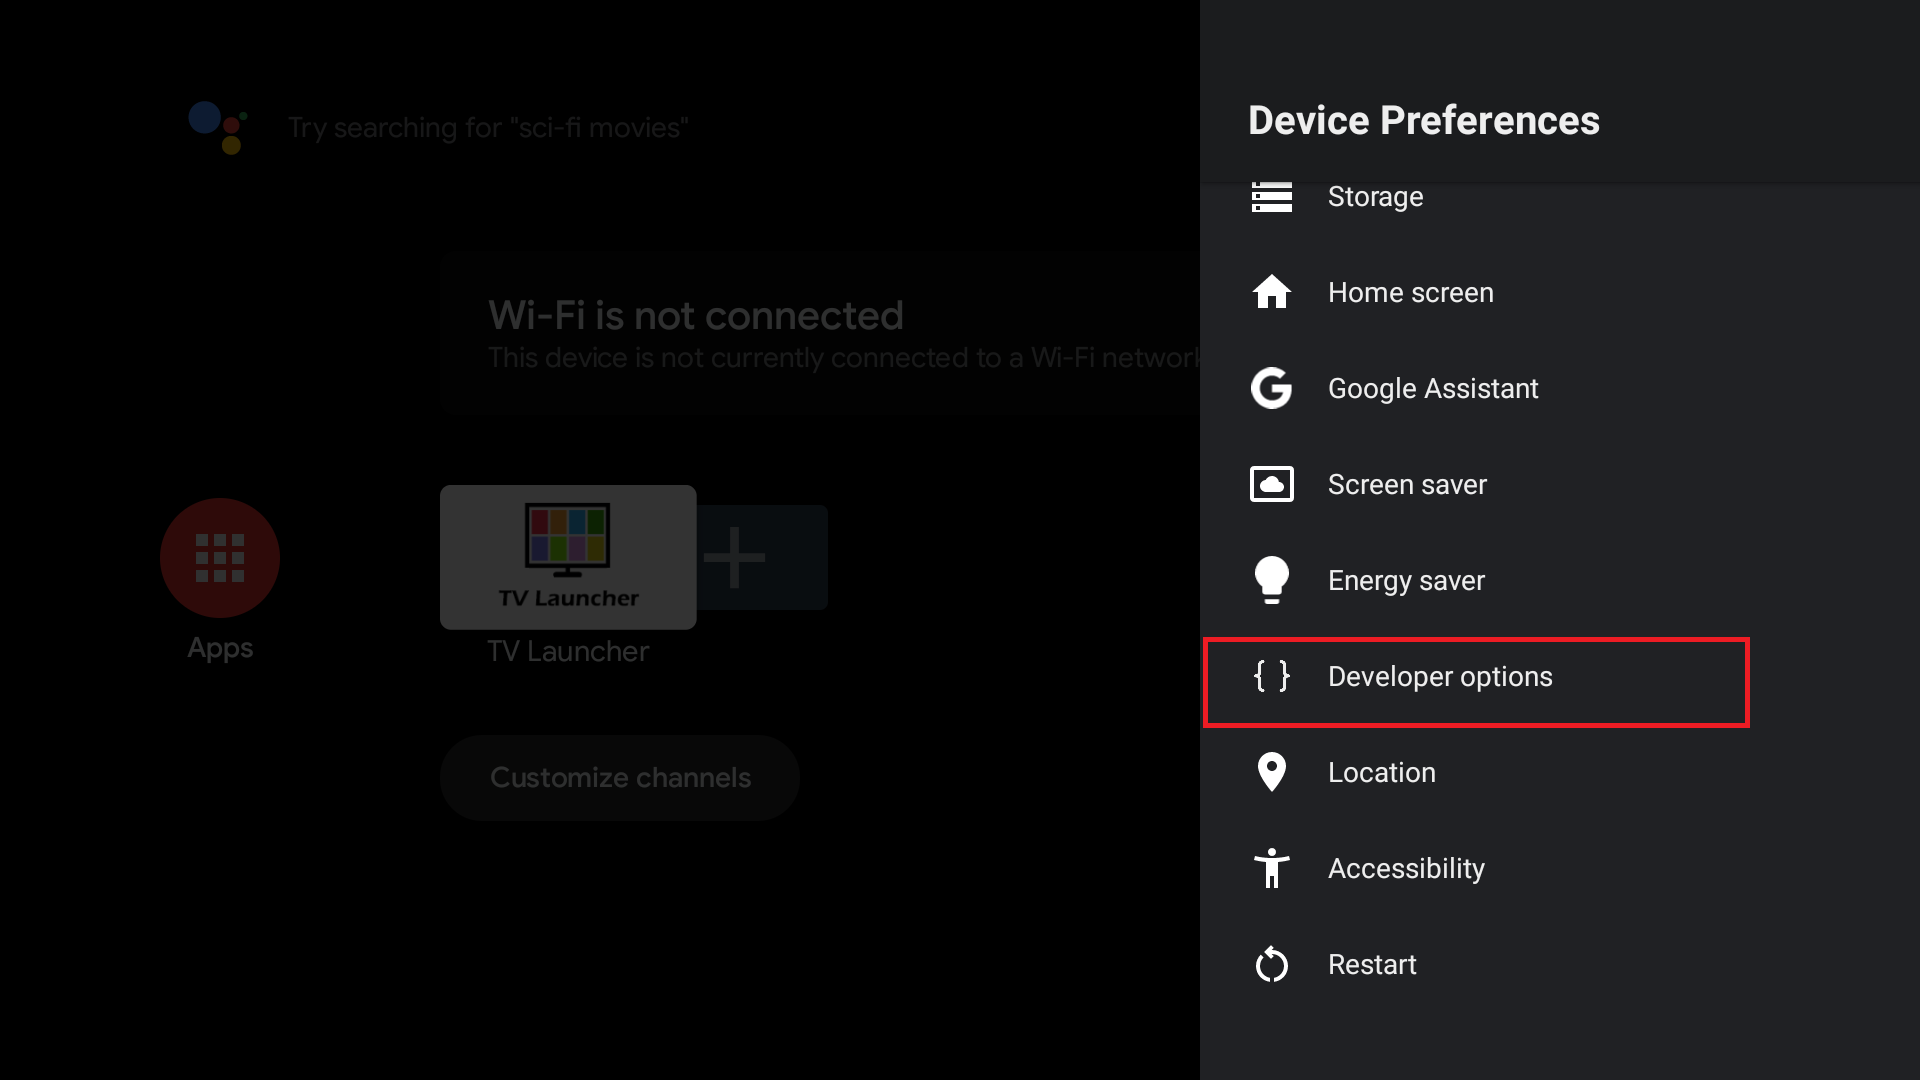 Try searching for "sci-fi movies"
Wi-Fi is not connected
This device is not currently connected to a Wi-Fi network
TV Launcher
Apps
TV Launcher
Customize channels
Device Preferences
Storage
Home screen
Google Assistant
Screen saver
Energy saver
Developer options
Location
Accessibility
Restart